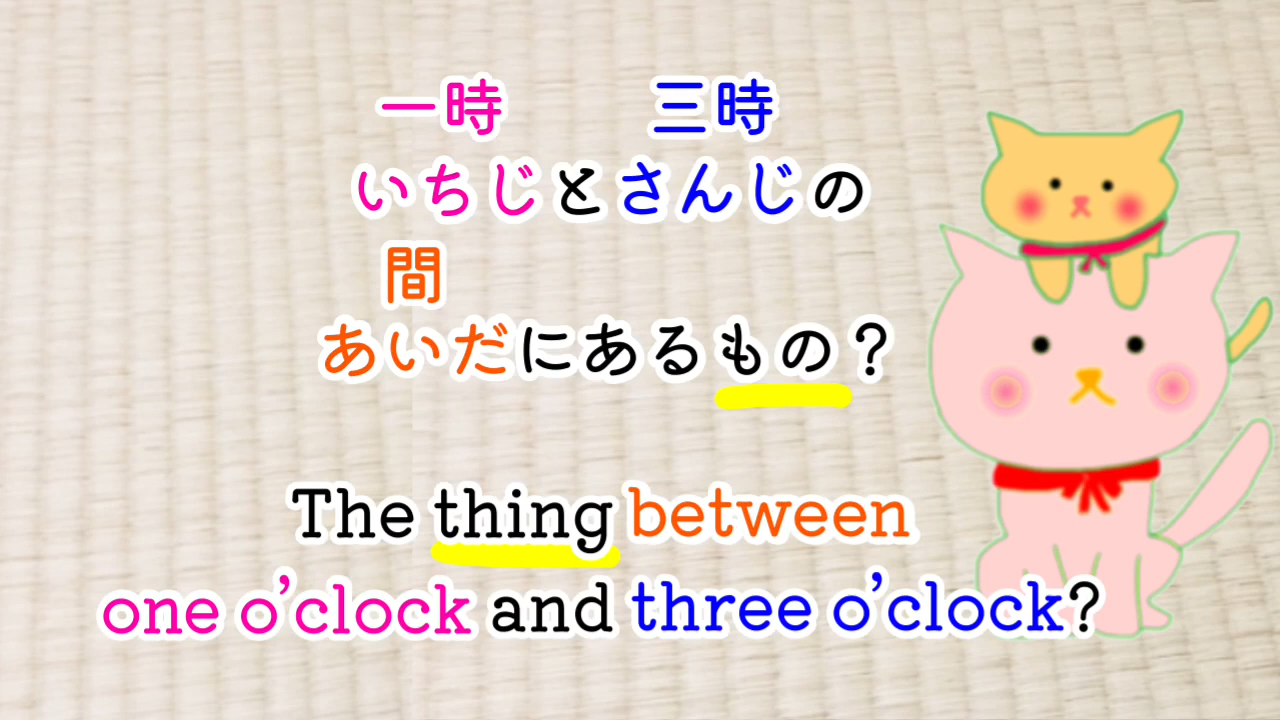 一時 三時
いちじとさんじの
間
あいだにあるもの？
The thing between
one o'clock and three o'clock?